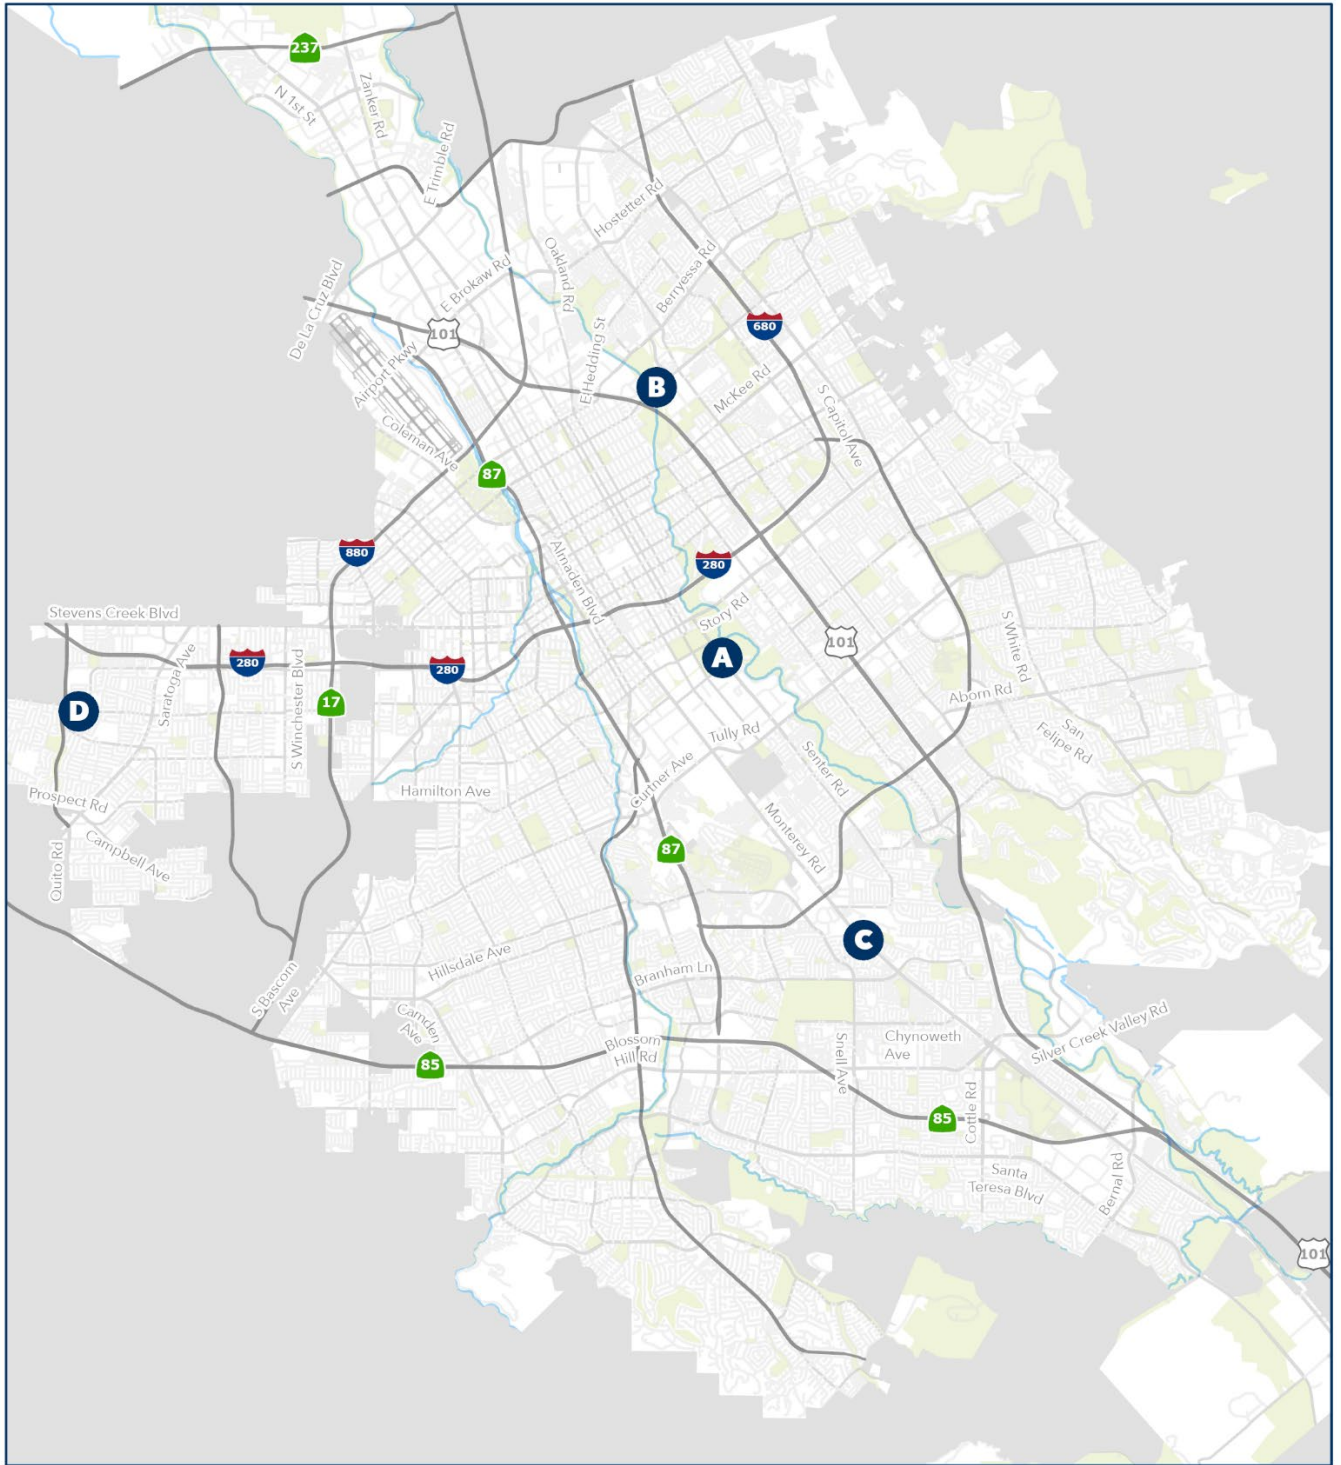 237
Zanker Rd
N 1st St
E Trimble Rd
Hostetter Rd
Oakland Rd
Berryessa Rd
E Brokaw Rd
De La Cruz Blvd
101
680
Airport Pkwy
E Hedding St
B
McKee Rd
S Capitol Ave
Coleman Ave
87
880
Almaden Blvd
280
Stevens Creek Blvd
Story Rd
101
S White Rd
A
280
280
Saratoga Ave
S Winchester Blvd
17
D
Aborn Rd
San
Felipe Rd
Tully Rd
Senter Rd
Curtner Ave
Hamilton Ave
Prospect Rd
Monterey Rd
Campbell Ave
Quito Rd
87
C
Hillsdale Ave
Branham Ln
S Bascom
Ave
Camden
Ave
Blossom
Hill Rd
Snell Ave
Chynoweth
Ave
Silver Creek Valley Rd
85
85
Cottle Rd
Santa
Teresa Blvd
Bernal Rd
101